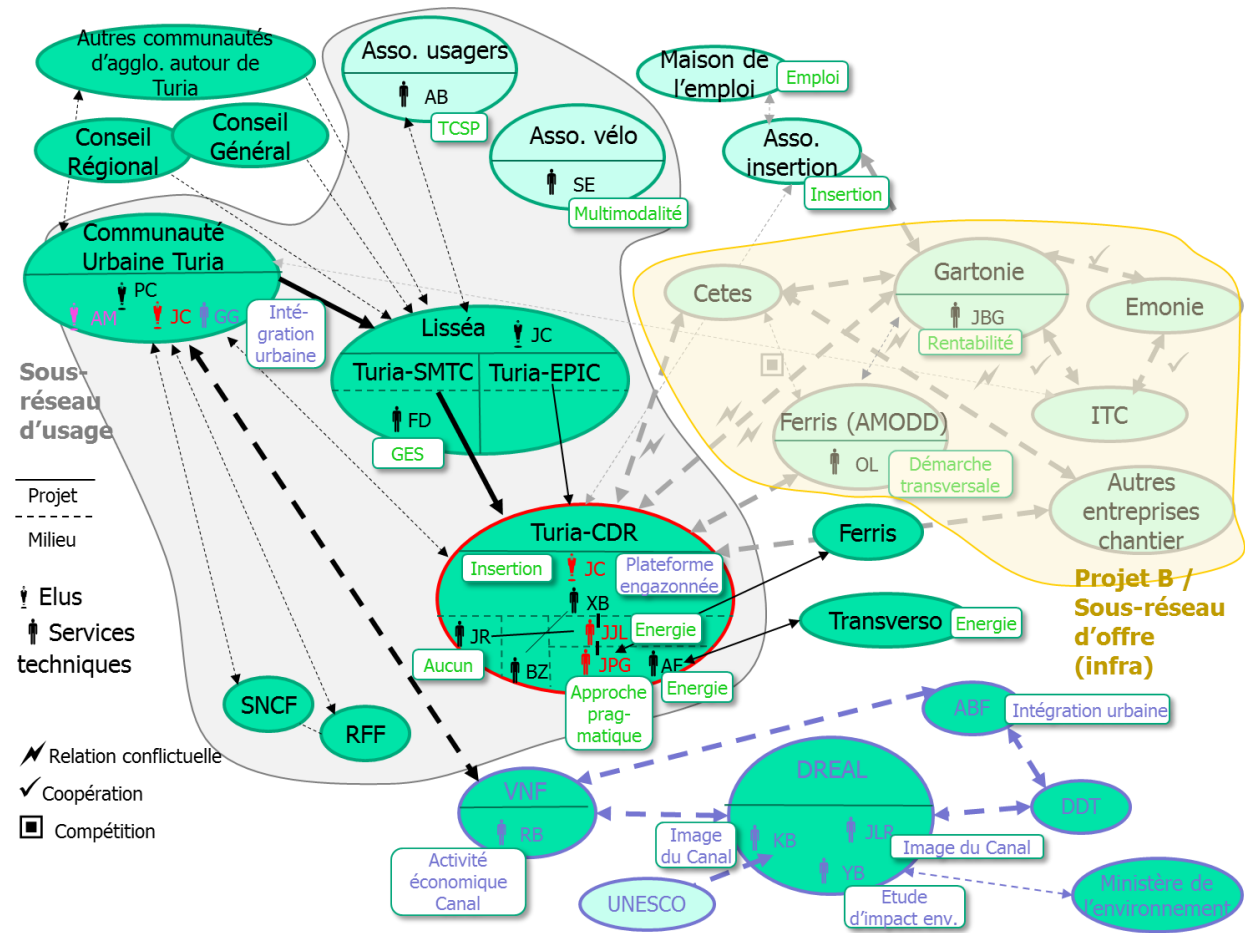 Autres communautés
d'agglo. autour de
Turia
Conseil
Régional
Conseil
Général
Asso. usagers
AB
TCSP
Asso. vélo
SE
Multimodalité
Maison de
l'emploi
Emploi
Asso.
insertion
Insertion
Communauté
Urbaine Turia
PC
AM
JC
GG
Inté-
gration
urbaine
Lisséa
JC
Turia-SMTC
Turia-EPIC
FD
GES
Cetes
Gartonie
JBG
Rentabilité
Emonie
ITC
Ferris (AMODD)
OL
Démarche
transversale
Autres
entreprises
chantier
Projet B /
Sous-réseau
d'offre
(infra)
Sous-
réseau
d'usage
Projet
Milieu
Elus
Services
techniques
Turia-CDR
Insertion
JC
Plateforme
engazonnée
XB
JR
JJL
Energie
Aucun
BZ
JPG
AF
Energie
Approche
prag-
matique
Ferris
Transverso
Energie
SNCF
RFF
Relation conflictuelle
Coopération
Compétition
VNF
RB
Activité
économique
Canal
DREAL
KB
JLR
YB
Image
du Canal
Image du Canal
Etude
d'impact env.
UNESCO
ABF
Intégration urbaine
DDT
Ministère de
l'environnement